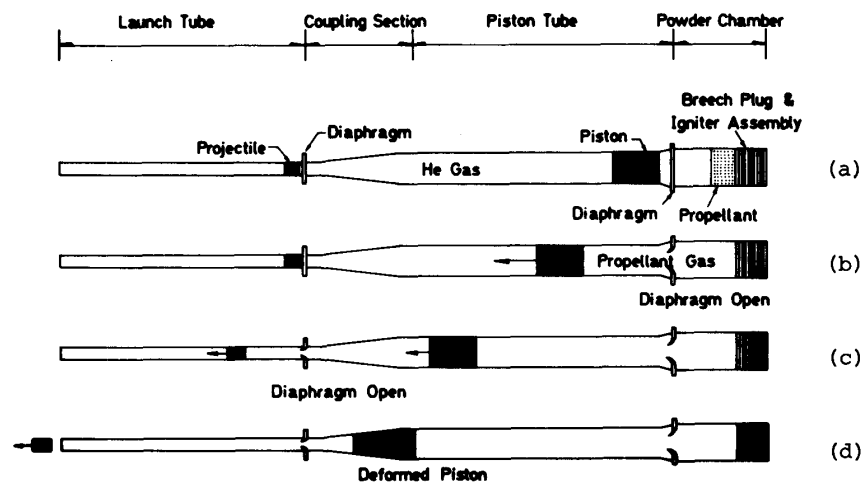 Launch Tube
Coupling Section
Piston Tube
Powder Chamber
Breech Plug &
Igniter Assembly
Diaphragm
Projectile
Piston
He Gas
(a)
Diaphragm
Propellant
Propellant Gas
(b)
Diaphragm Open
(c)
Diaphragm Open
(d)
Deformed Piston